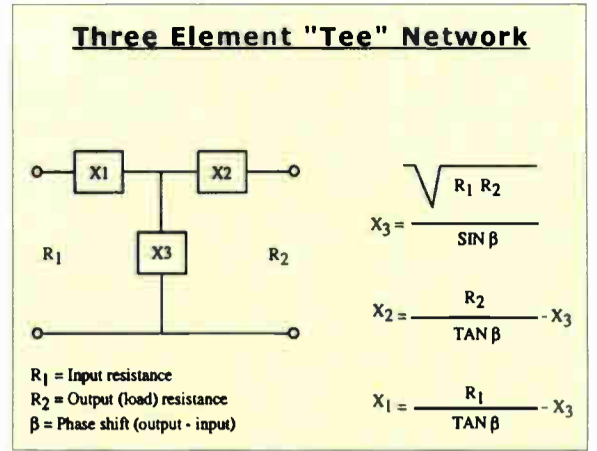 Three Element "Tee" Network
X1
X2
X3
R1
R2
R1 = Input resistance
R2 = Output (load) resistance
β = Phase shift (output - input)
X3 = √ R1 R2 / SIN β
X2 = R2 / TAN β - X3
X1 = R1 / TAN β - X3